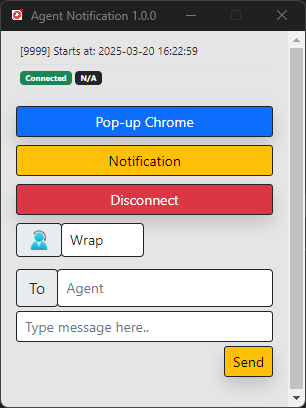 Agent Notification 1.0.0
[9999] Starts at: 2025-03-20 16:22:59
Connected N/A
Pop-up Chrome
Notification
Disconnect
Wrap
To Agent
Type message here..
Send